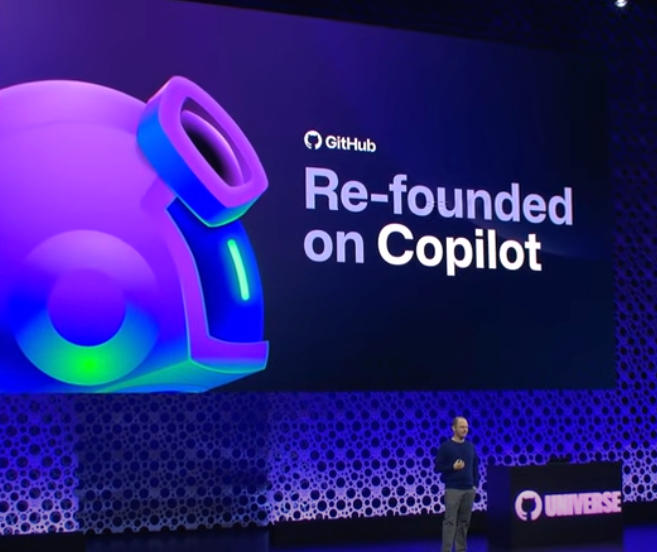 GitHub
Re-founded
on Copilot
UNIVERSE